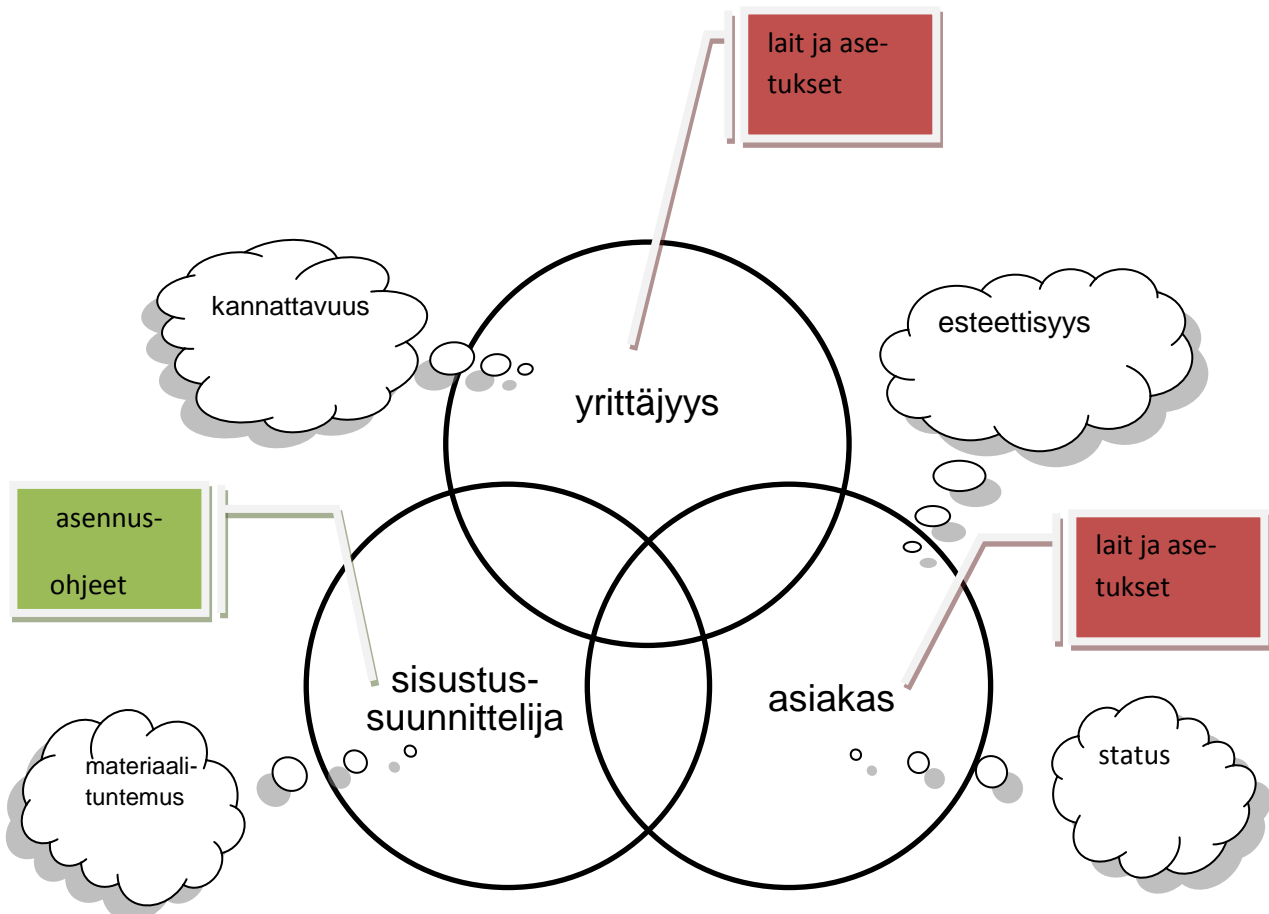 lait ja ase-
tukset
kannattavuus
esteettisyys
yrittäjyys
asennus-
ohjeet
lait ja ase-
tukset
sisustus-
suunnittelija
asiakas
materiaali-
tuntemus
status